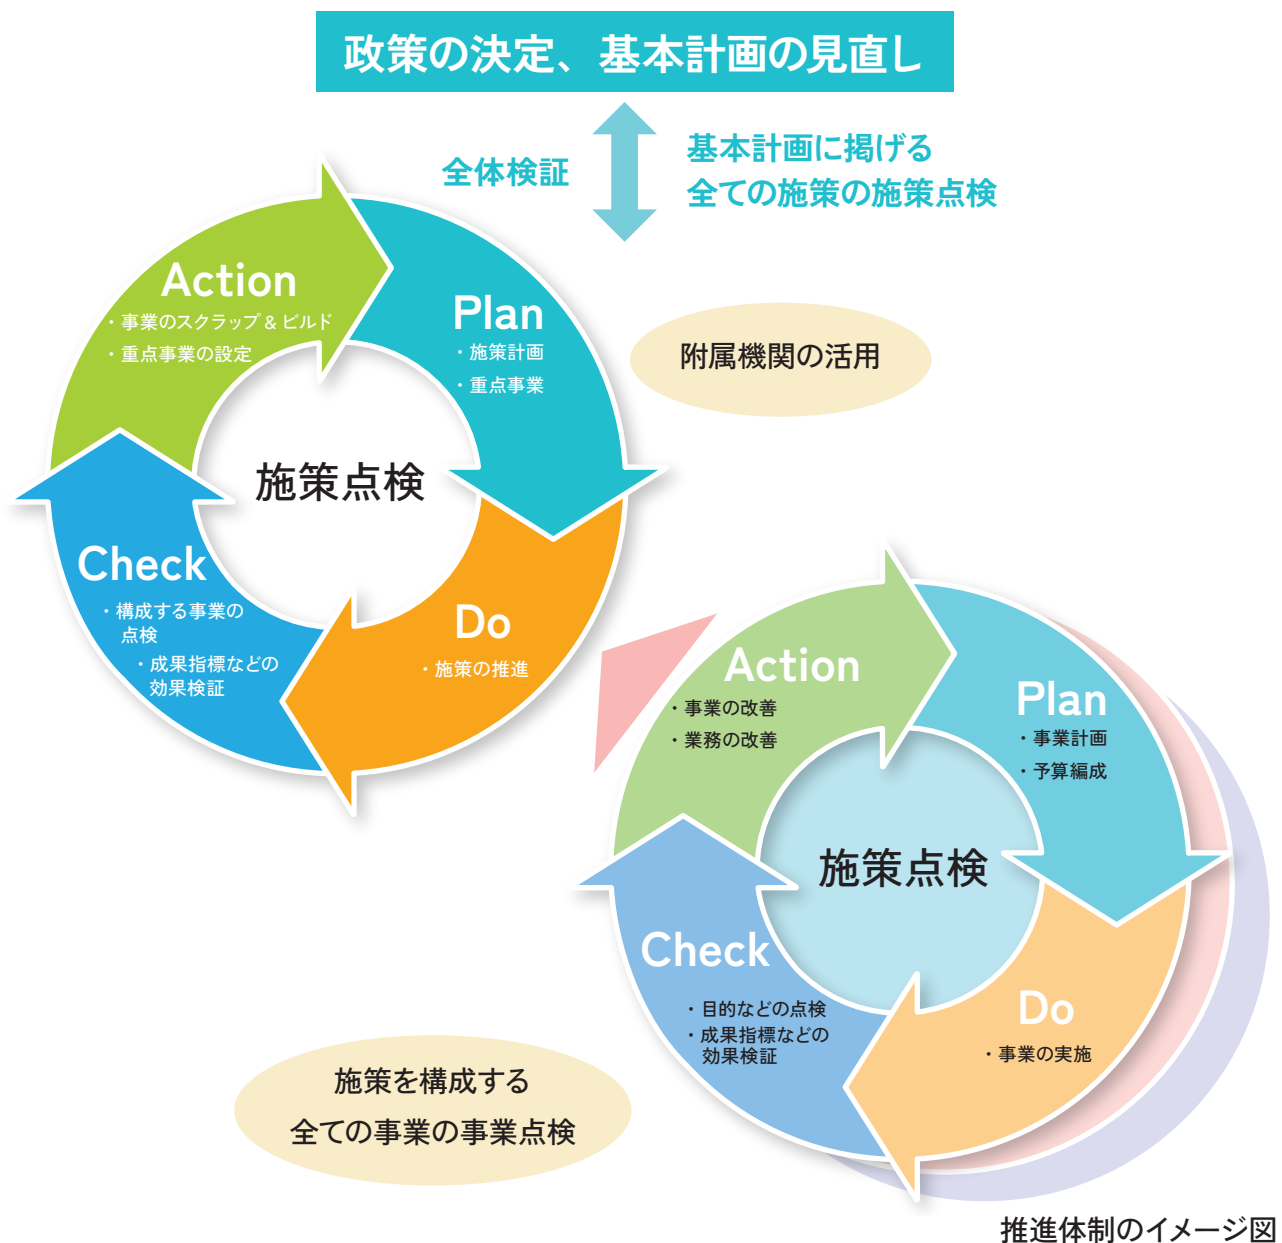 政策の決定、基本計画の見直し
全体検証
基本計画に掲げる
全ての施策の施策点検
Action
・事業のスクラップ & ビルド
・重点事業の設定
Plan
・施策計画
・重点事業
附属機関の活用
施策点検
Check
・構成する事業の
点検
・成果指標などの
効果検証
Do
・施策の推進
Action
・事業の改善
・業務の改善
Plan
・事業計画
・予算編成
施策点検
Check
・目的などの点検
・成果指標などの
効果検証
Do
・事業の実施
施策を構成する
全ての事業の事業点検
推進体制のイメージ図